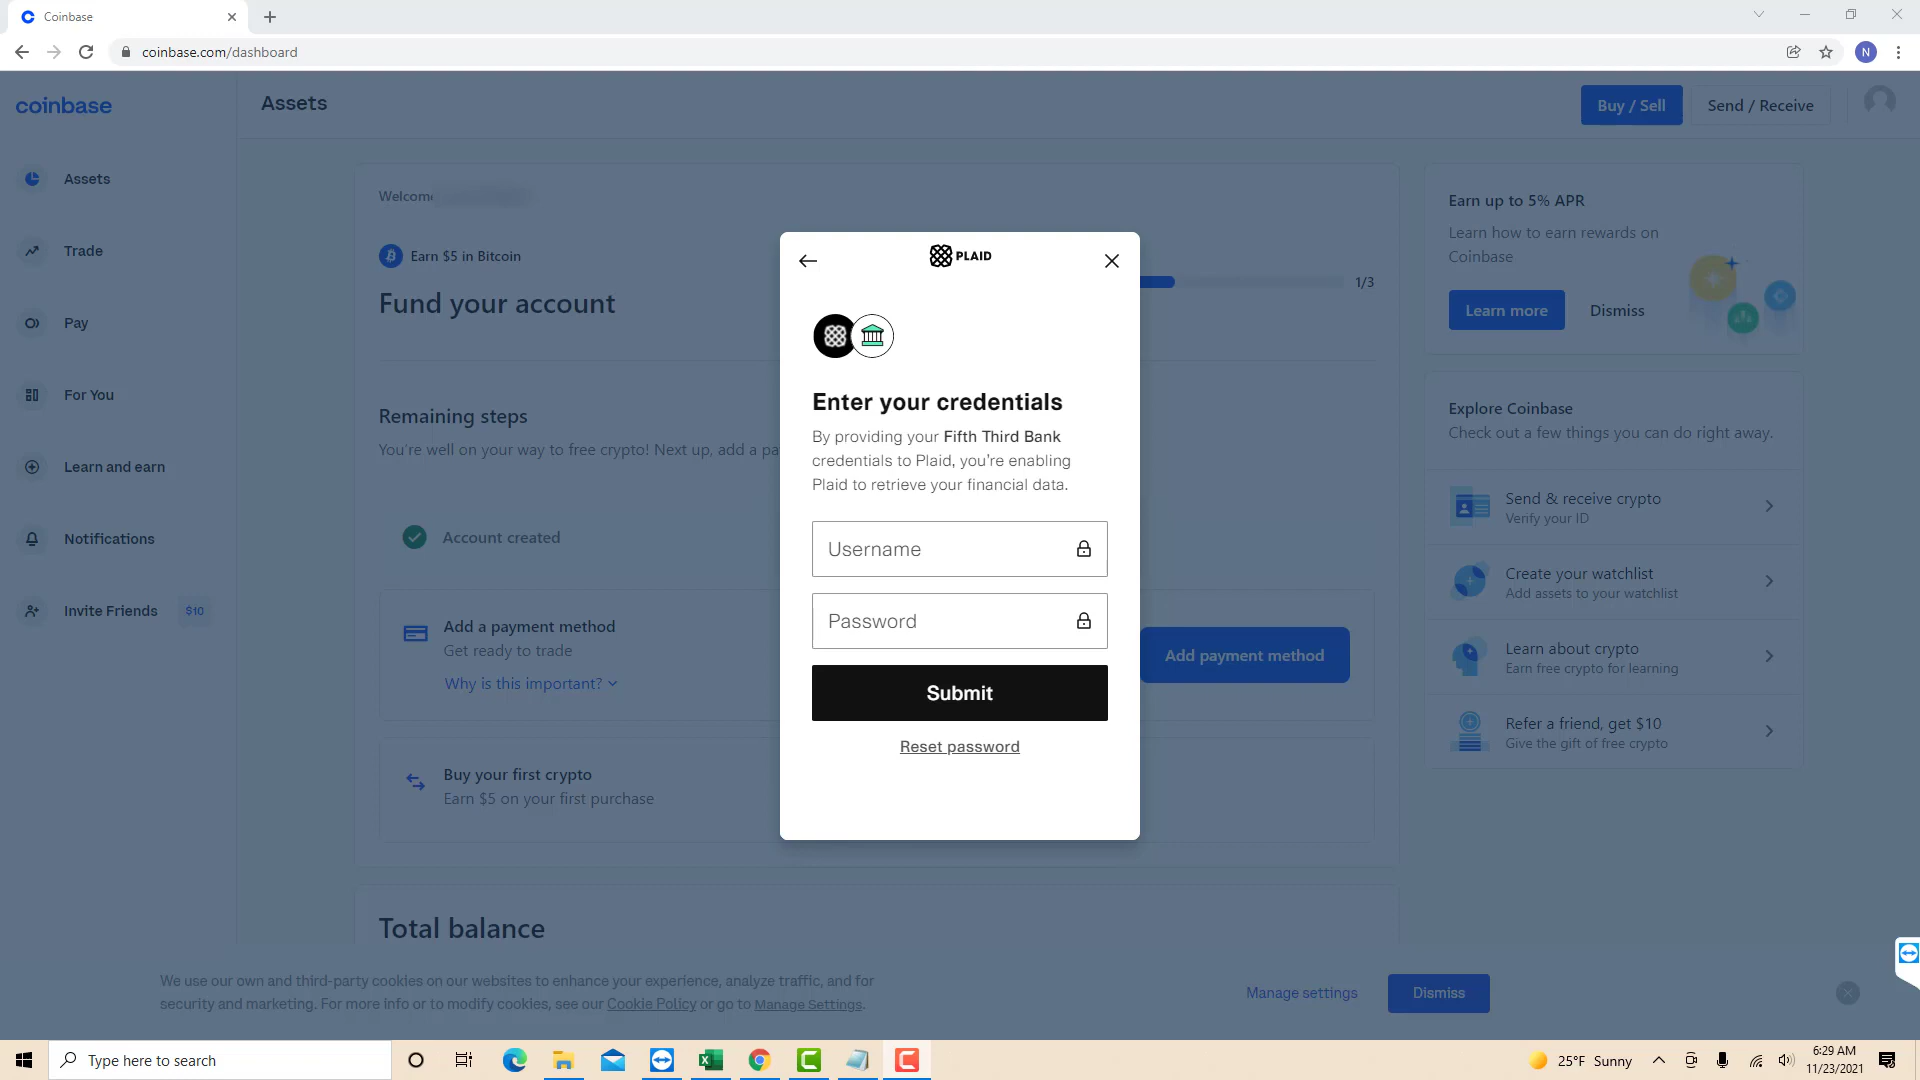 Coinbase
coinbase.com/dashboard
N
coinbase
Assets
Buy / Sell
Send / Receive
Assets
Trade
Pay
For You
Learn and earn
Notifications
Invite Friends
$10
Welcome
Earn $5 in Bitcoin
1/3
Fund your account
Remaining steps
You're well on your way to free crypto! Next up, add a pa
Account created
Add a payment method
Get ready to trade
Why is this important?
Add payment method
Buy your first crypto
Earn $5 on your first purchase
Total balance
PLAID
Enter your credentials
By providing your Fifth Third Bank
credentials to Plaid, you're enabling
Plaid to retrieve your financial data.
Username
Password
Submit
Reset password
Earn up to 5% APR
Learn how to earn rewards on
Coinbase
Learn more
Dismiss
Explore Coinbase
Check out a few things you can do right away.
Send & receive crypto
Verify your ID
Create your watchlist
Add assets to your watchlist
Learn about crypto
Earn free crypto for learning
Refer a friend, get $10
Give the gift of free crypto
We use our own and third-party cookies on our websites to enhance your experience, analyze traffic, and for
security and marketing. For more info or to modify cookies, see our Cookie Policy or go to Manage Settings.
Manage settings
Dismiss
Type here to search
25°F Sunny
6:29 AM
11/23/2021